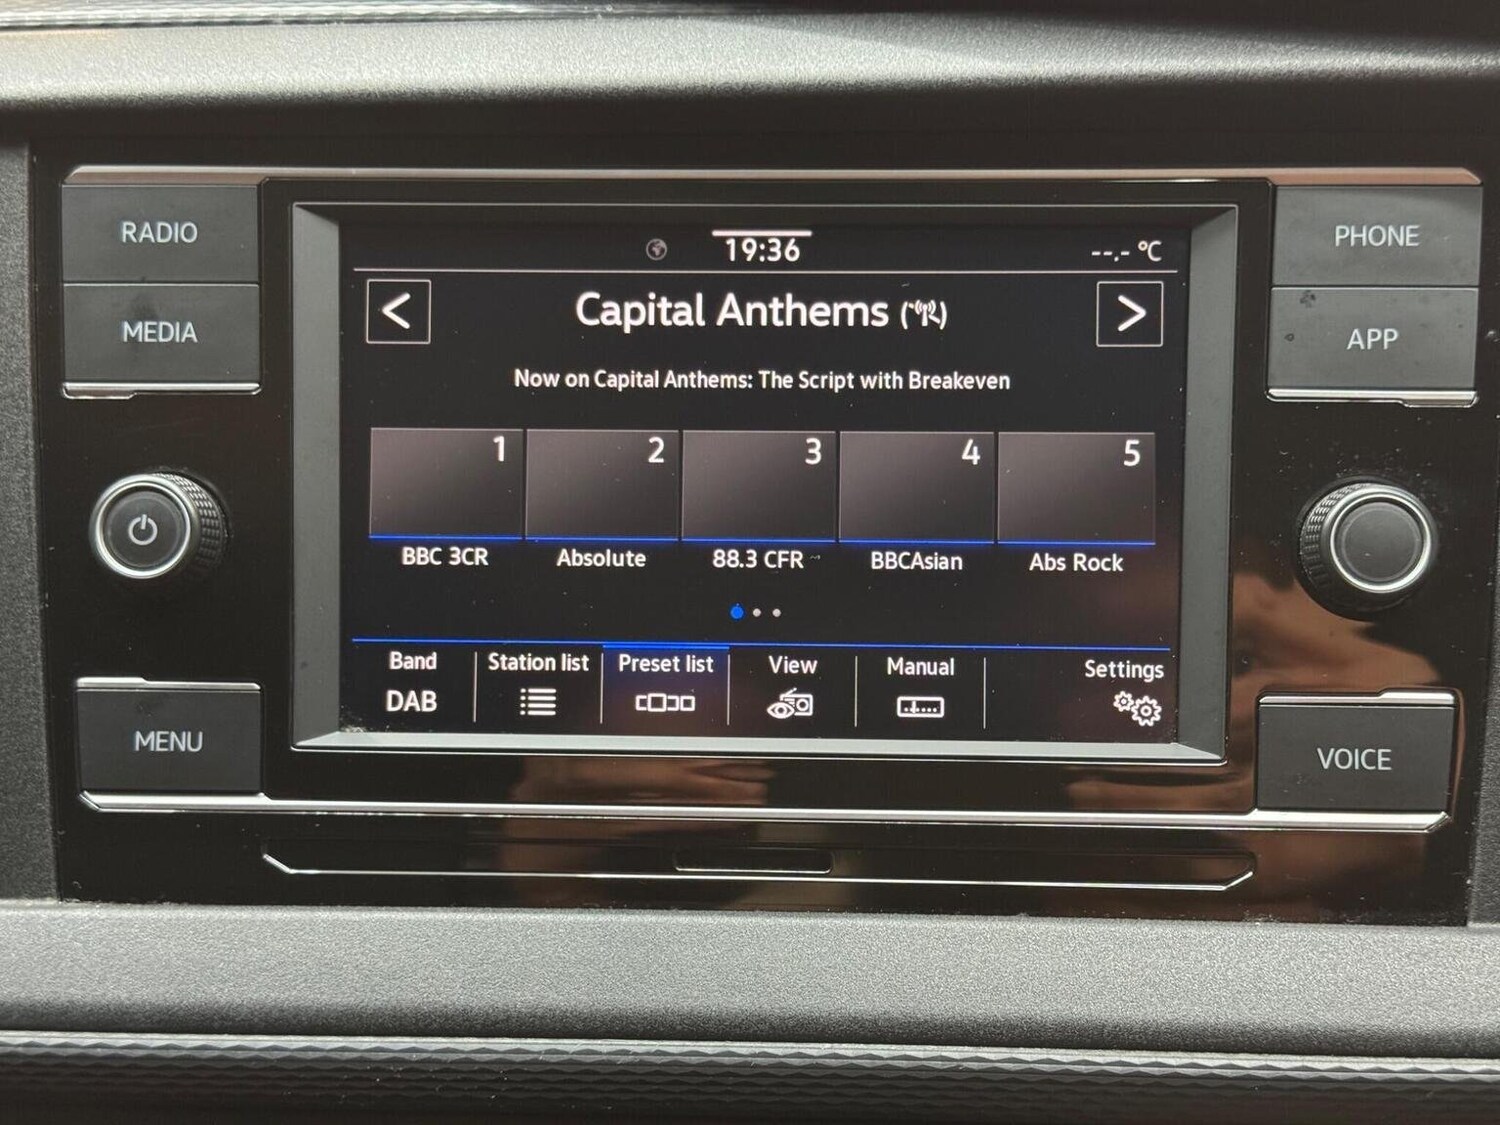 RADIO
MEDIA
MENU
PHONE
APP
VOICE
19:36
--.- °C
<
Capital Anthems
>
Now on Capital Anthems: The Script with Breakeven
1
2
3
4
5
BBC 3CR
Absolute
88.3 CFR
BBCAsian
Abs Rock
Band
DAB
Station list
Preset list
View
Manual
Settings